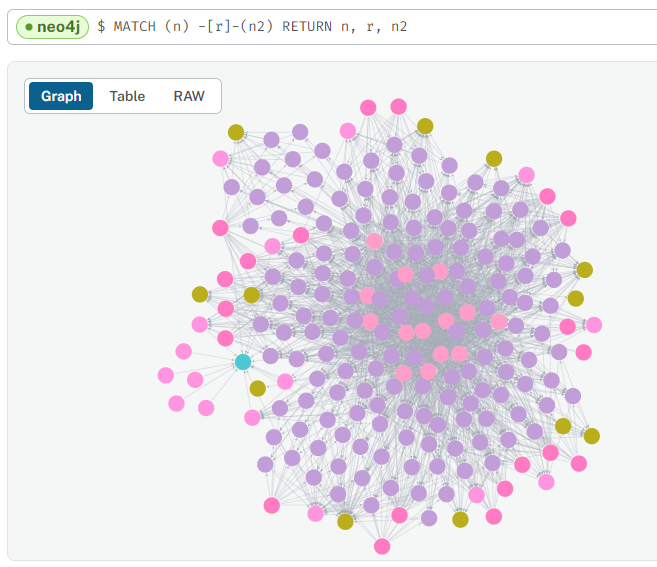 neo4j $ MATCH (n) -[r]-(n2) RETURN n, r, n2
Graph Table RAW